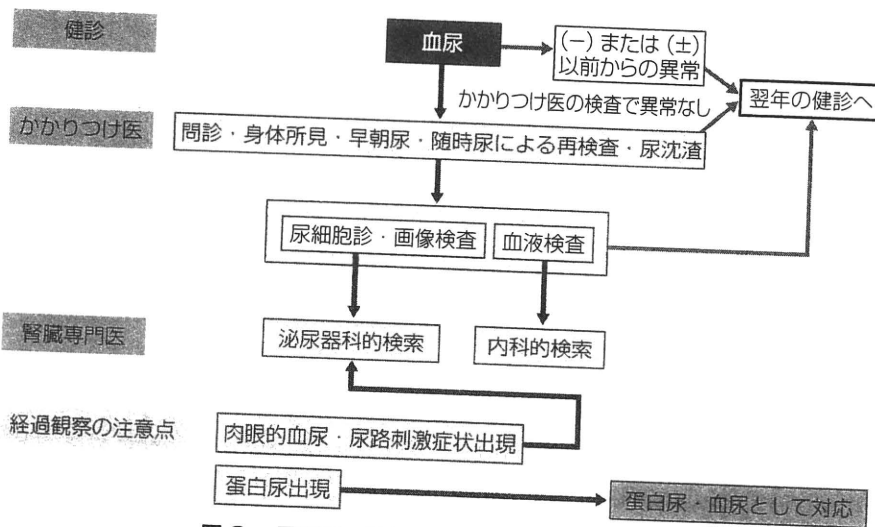 健診
血尿
(−) または (±)
以前からの異常
翌年の健診へ
かかりつけ医の検査で異常なし
かかりつけ医
問診・身体所見・早朝尿・随時尿による再検査・尿沈渣
尿細胞診・画像検査
血液検査
腎臓専門医
泌尿器科的検索
内科的検索
経過観察の注意点
肉眼的血尿・尿路刺激症状出現
蛋白尿出現
蛋白尿・血尿として対応